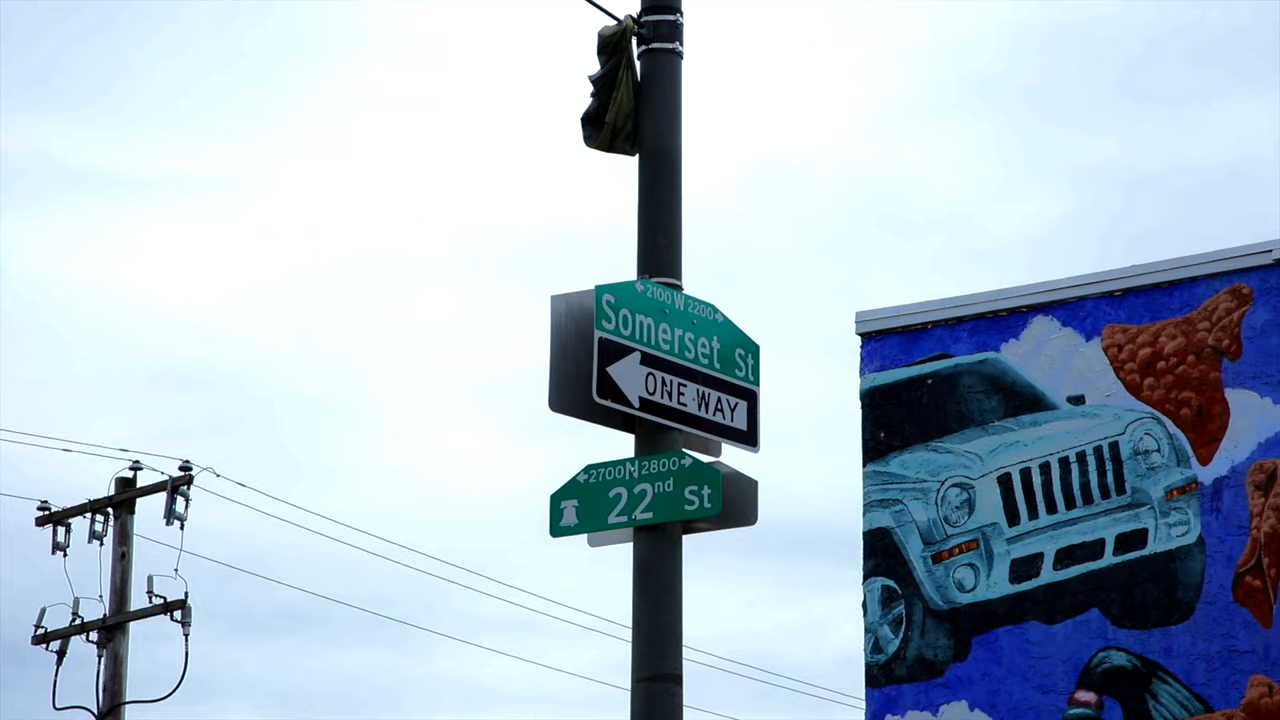 ←2100 W 2200→
Somerset St
ONE WAY
←2700 N 2800→
22nd St